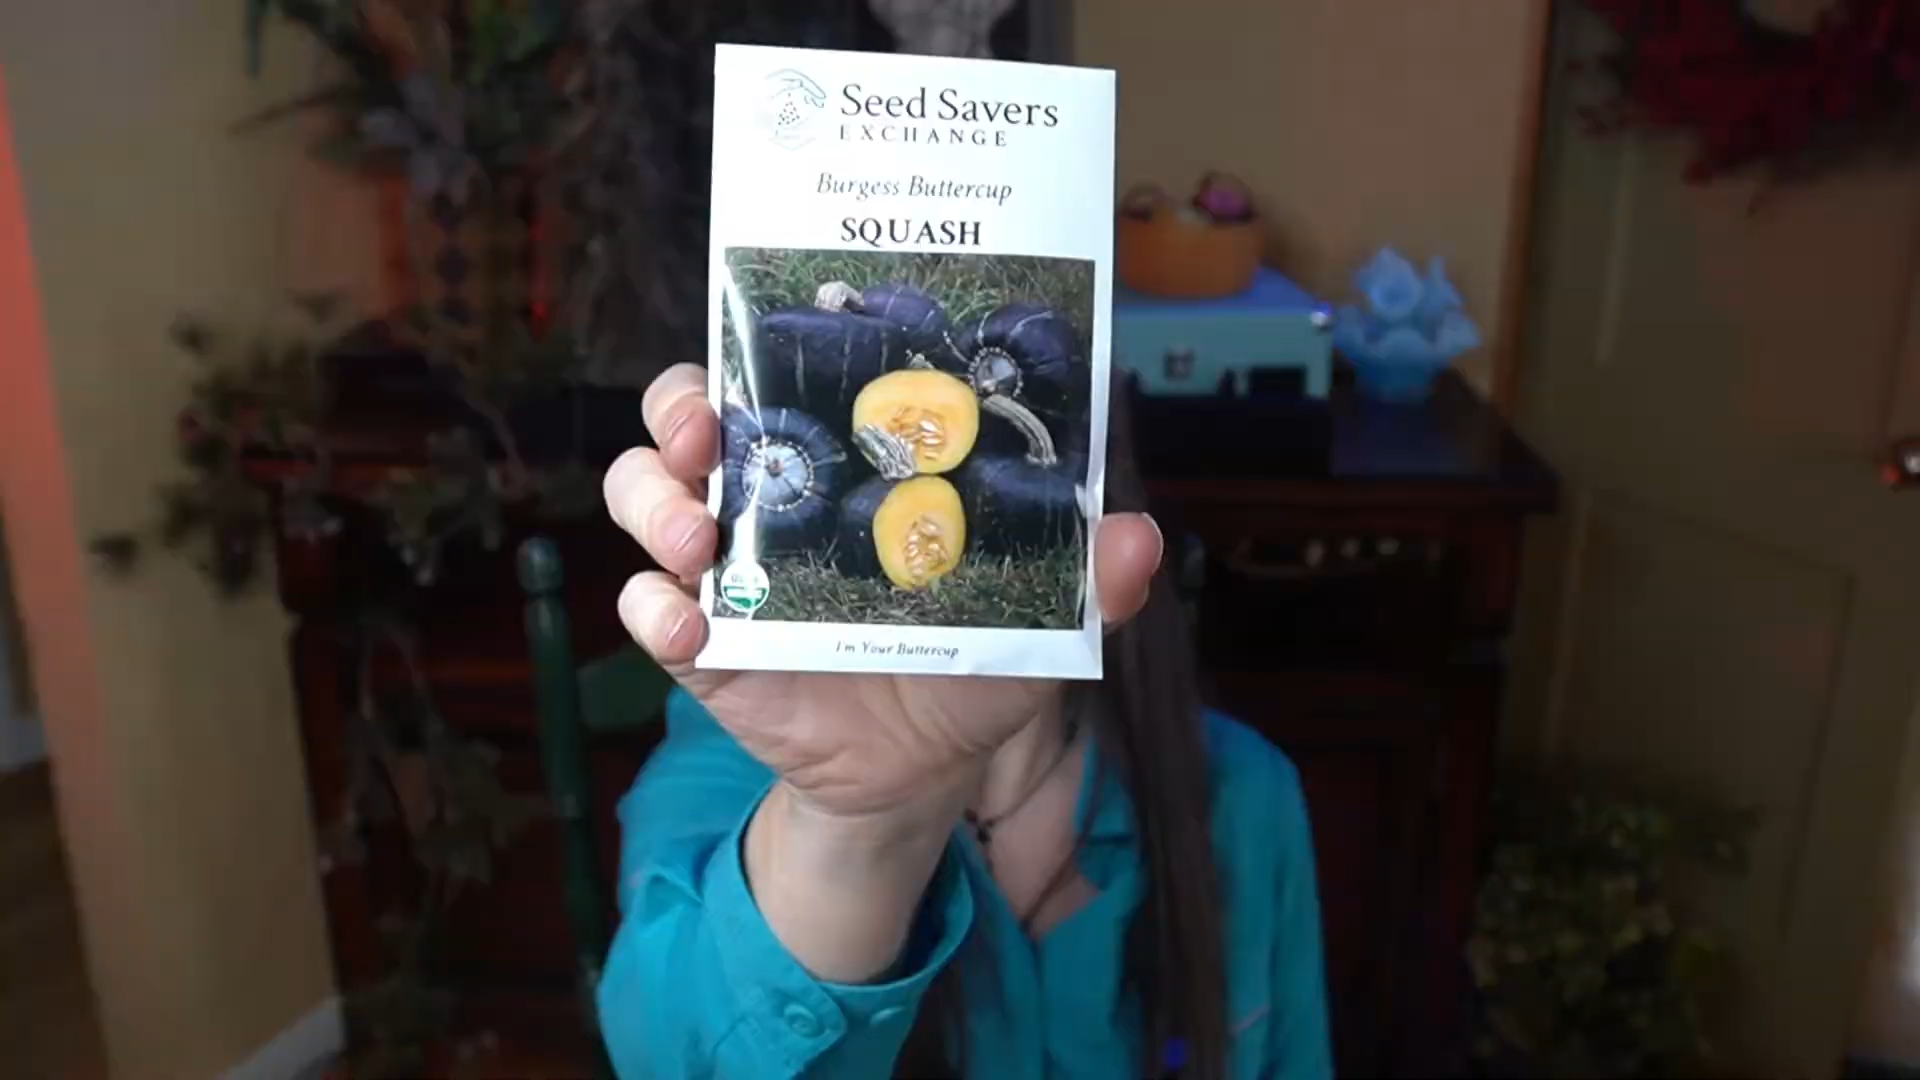 Seed Savers
EXCHANGE
Burgess Buttercup
SQUASH
I'm Your Buttercup